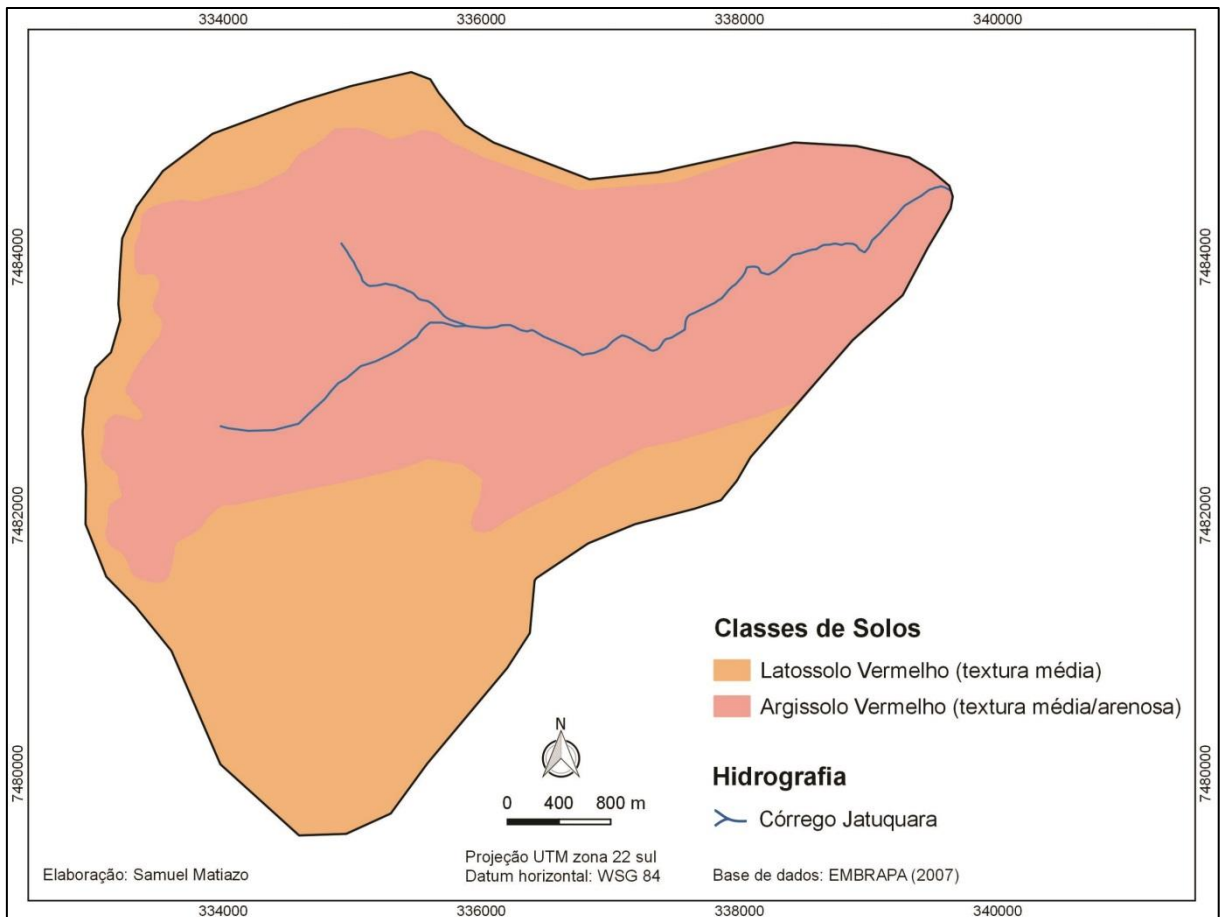 334000 336000 338000 340000
7484000 7484000
7482000 7482000
Classes de Solos
Latossolo Vermelho (textura média)
Argissolo Vermelho (textura média/arenosa)
7480000 7480000
N
Hidrografia
0 400 800 m
Córrego Jatuquara
Projeção UTM zona 22 sul
Elaboração: Samuel Matiazo
Datum horizontal: WSG 84
Base de dados: EMBRAPA (2007)
334000 336000 338000 340000